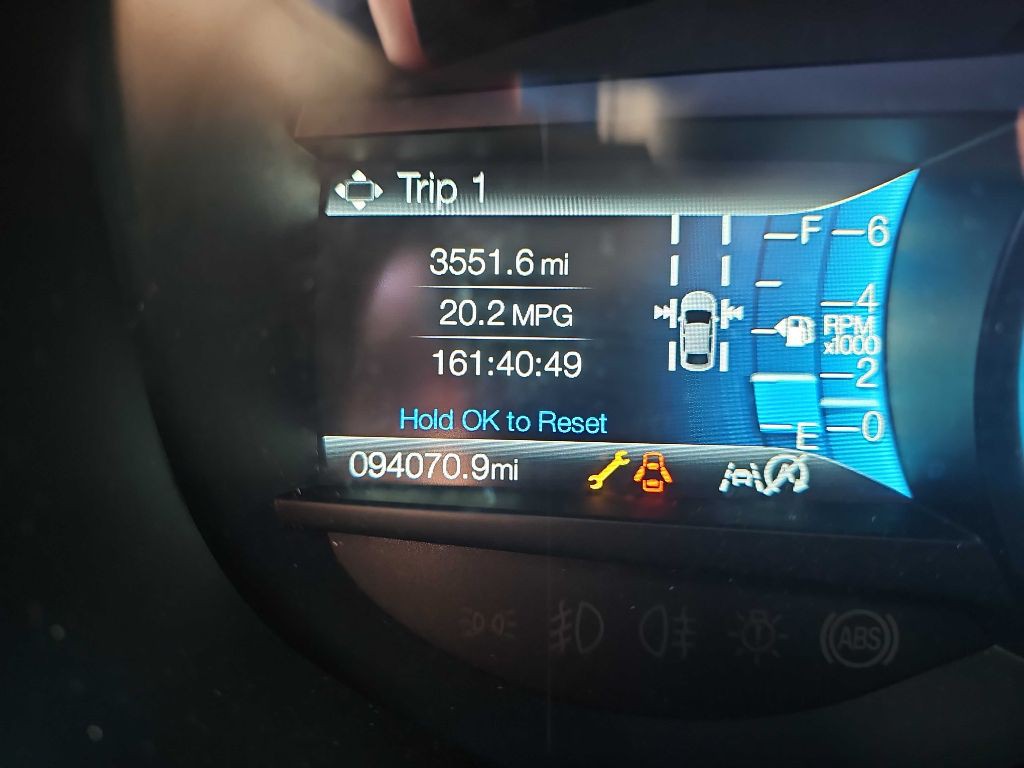 Trip 1
3551.6 mi
20.2 MPG
161:40:49
Hold OK to Reset
094070.9mi
F
E
6
4
RPM
x1000
2
0
ABS